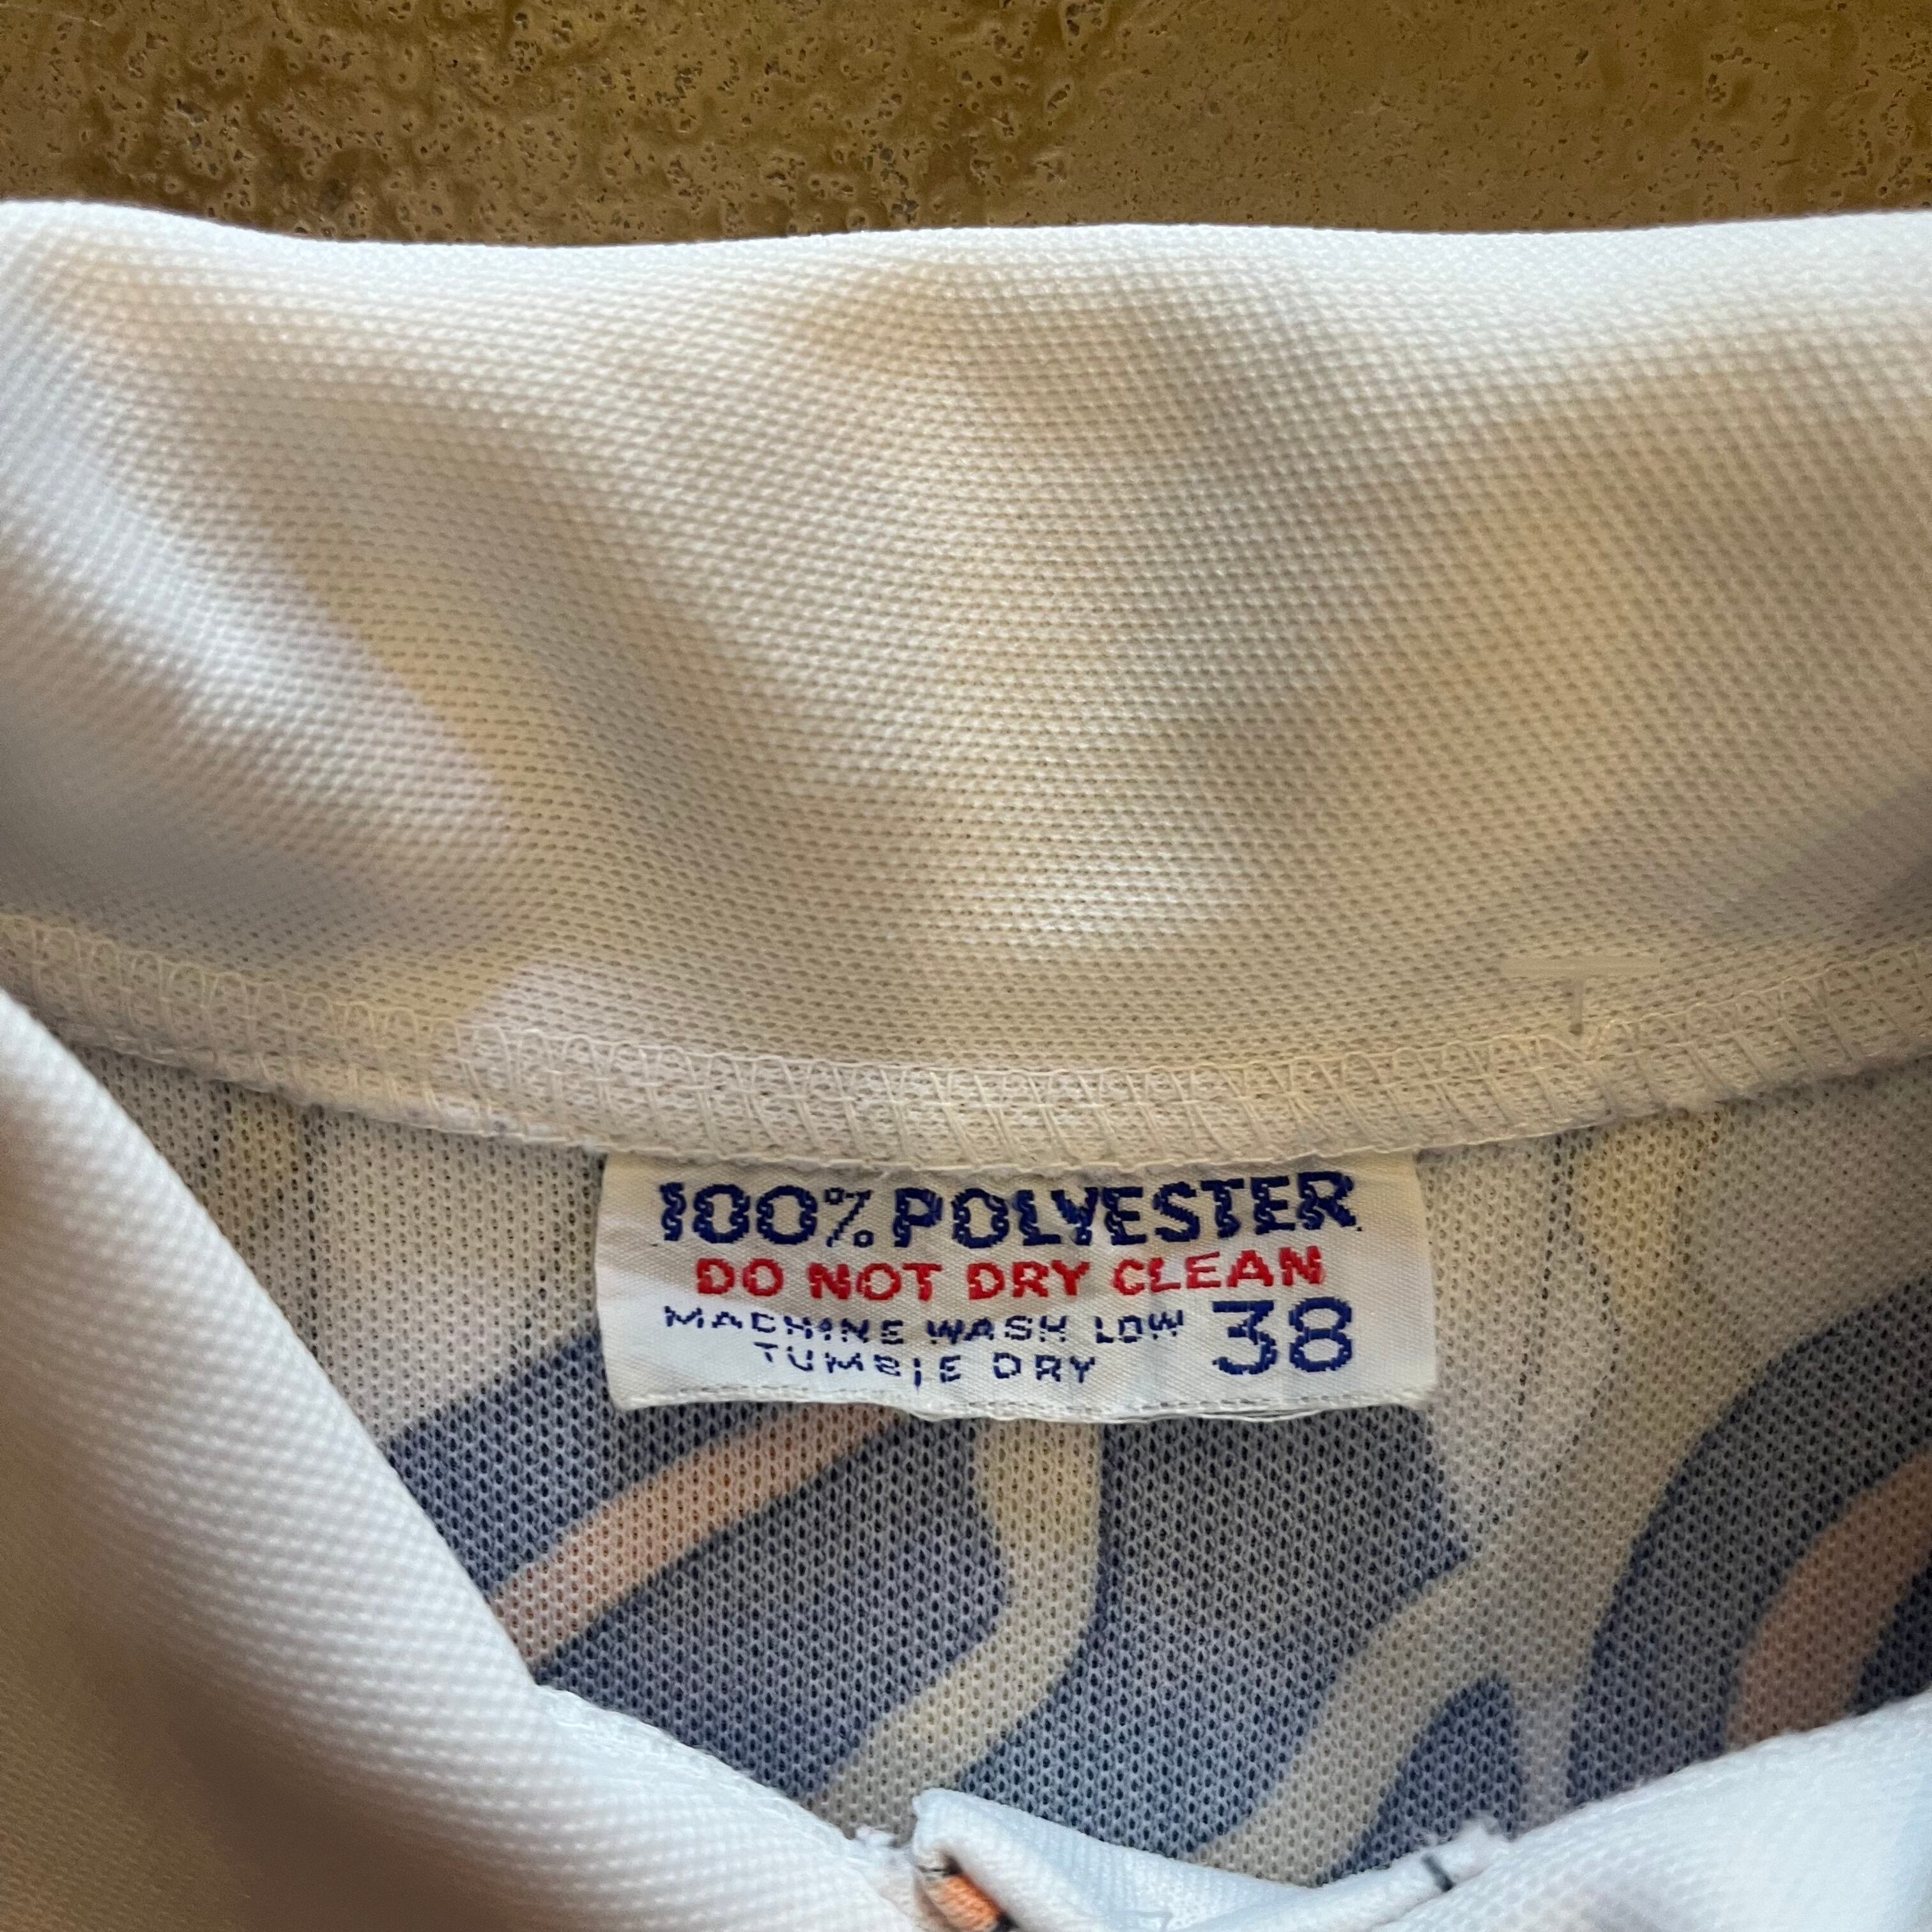 100% POLYESTER
DO NOT DRY CLEAN
MACHINE WASH LOW 38
TUMBLE DRY